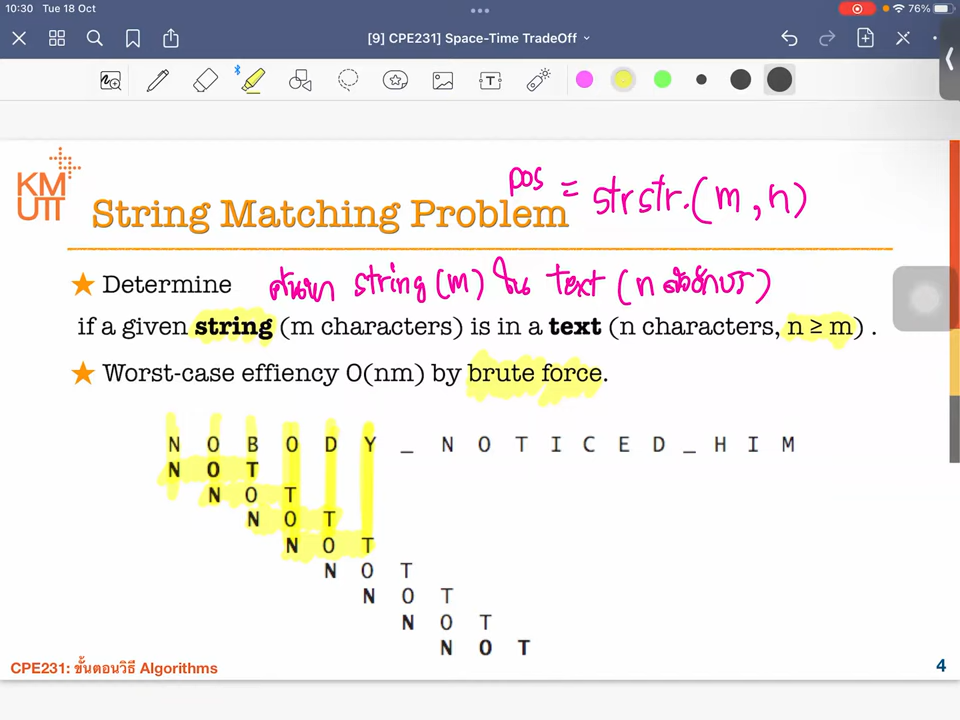 10:30 Tue 18 Oct
76%
[9] CPE231] Space-Time TradeOff
KM
UTT
pos = strstr.(m, n)
String Matching Problem
★ Determine ค้นหา string (m) ใน text (n ตัวอักษร)
if a given string (m characters) is in a text (n characters, n ≥ m) .
★ Worst-case effiency O(nm) by brute force.
N O B O D Y _ N O T I C E D _ H I M
N O T
N O T
N O T
N O T
N O T
N O T
N O T
N O T
CPE231: ขั้นตอนวิธี Algorithms
4